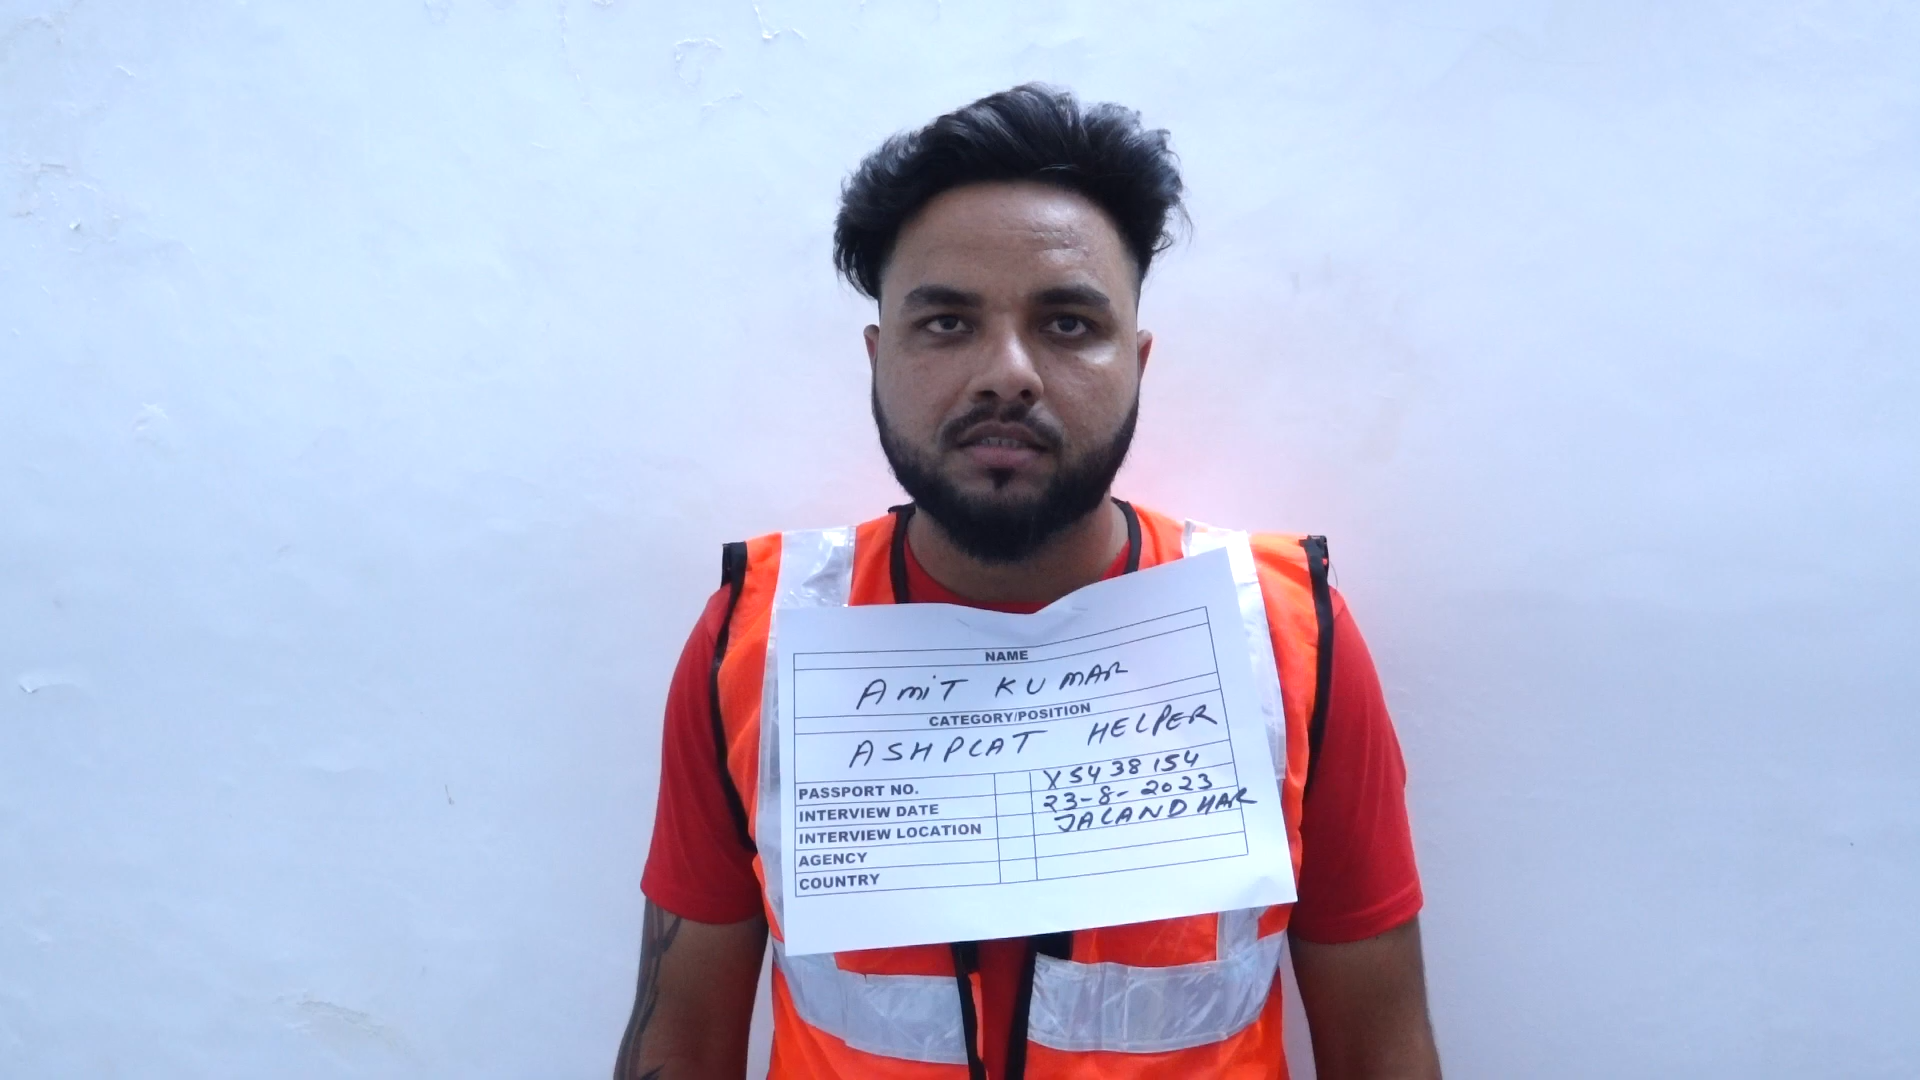 NAME
AMIT KUMAR
CATEGORY/POSITION
ASHPLAT HELPER
PASSPORT NO. X5438154
INTERVIEW DATE 23-8-2023
INTERVIEW LOCATION JALANDHAR
AGENCY
COUNTRY